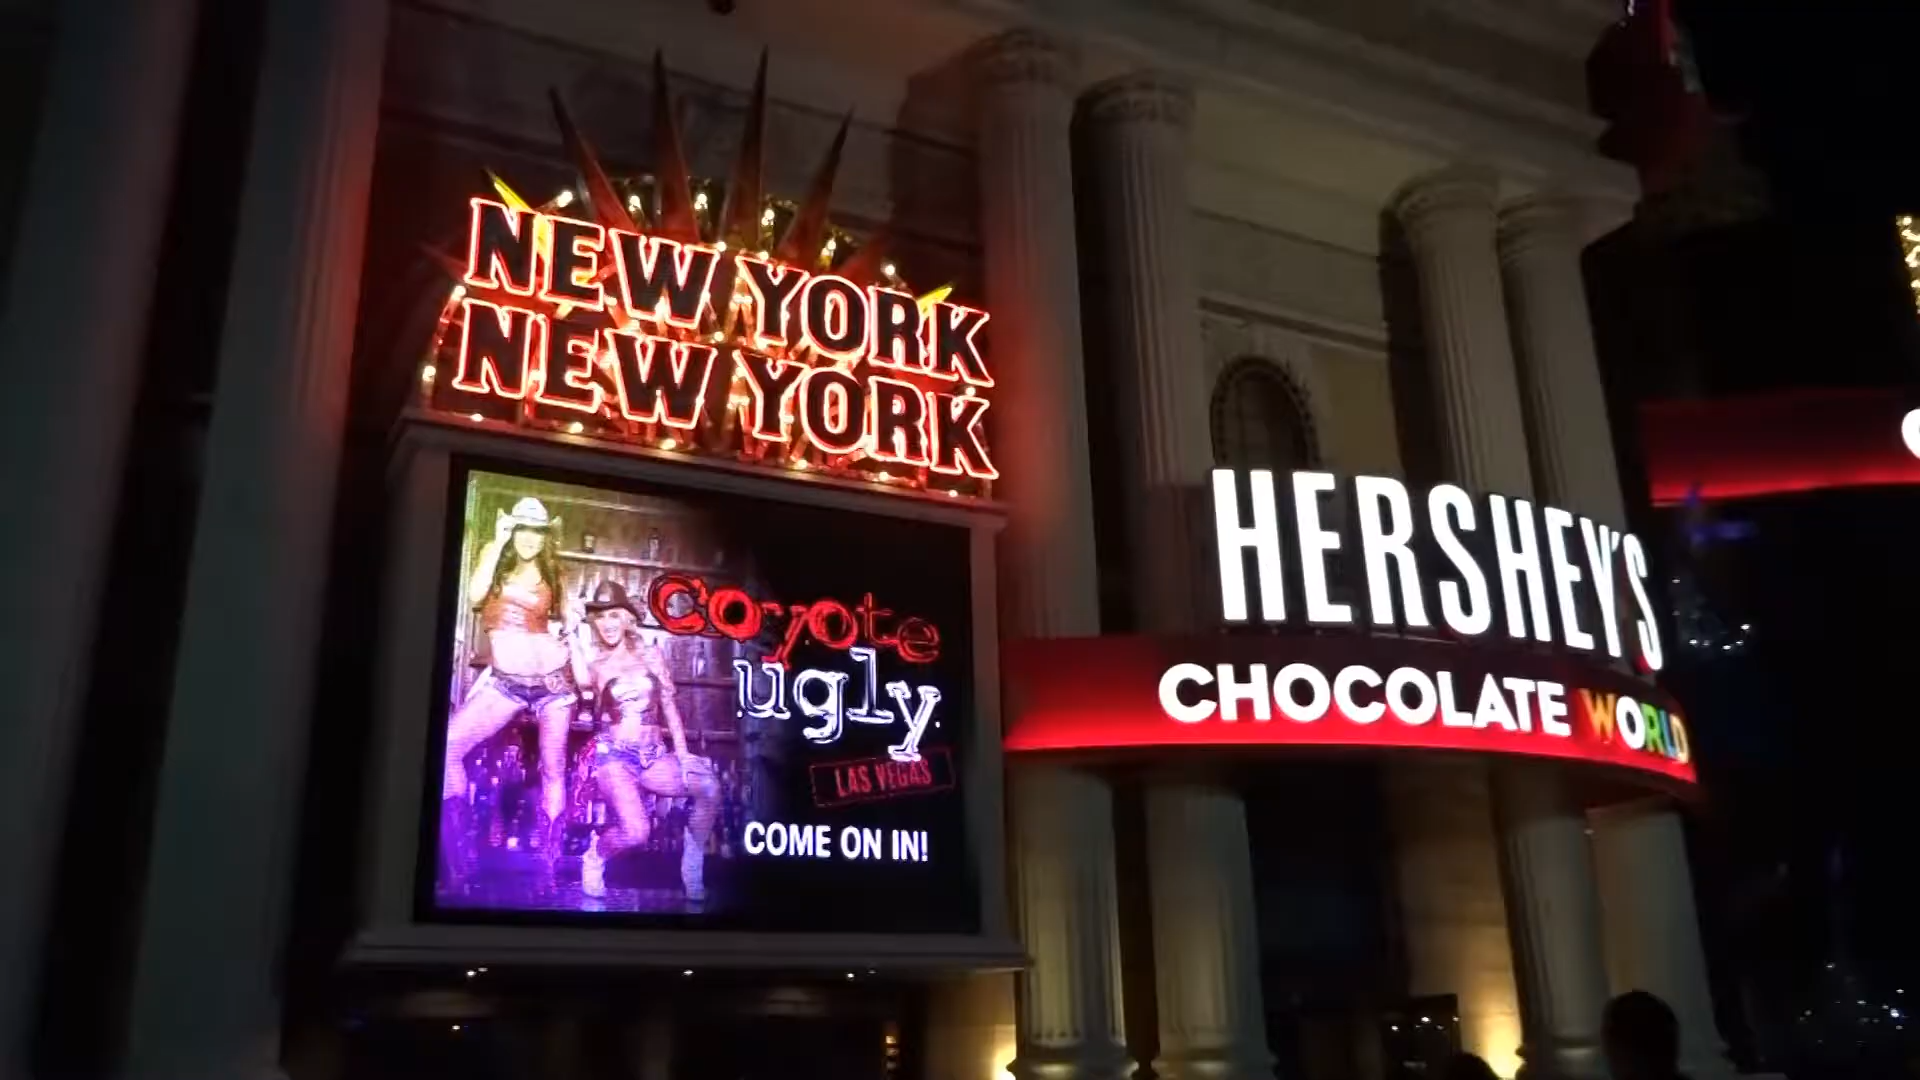 NEW YORK
NEW YORK
coyote
ugly
LAS VEGAS
COME ON IN!
HERSHEY'S
CHOCOLATE WORLD